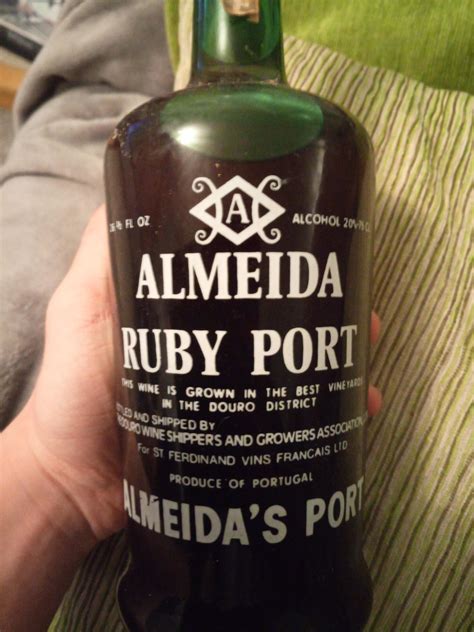 A
FL OZ
ALCOHOL 20%
ALMEIDA
RUBY PORT
THIS WINE IS GROWN IN THE BEST VINEYARDS
IN THE DOURO DISTRICT
AND SHIPPED BY
WINE SHIPPERS AND GROWERS ASSOCIATION
For ST FERDINAND VINS FRANCAIS LTD
PRODUCE OF PORTUGAL
ALMEIDA'S PORT